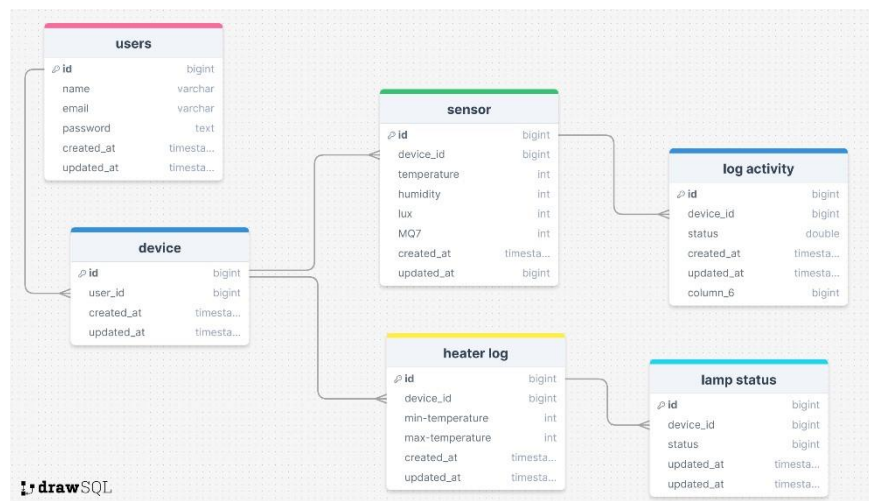 users
id bigint
name varchar
email varchar
password text
created_at timesta...
updated_at timesta...
device
id bigint
user_id bigint
created_at timesta...
updated_at timesta...
sensor
id bigint
device_id bigint
temperature int
humidity int
lux int
MQ7 int
created_at timesta...
updated_at bigint
heater log
id bigint
device_id bigint
min-temperature int
max-temperature int
created_at timesta...
updated_at timesta...
log activity
id bigint
device_id bigint
status double
created_at timesta...
updated_at timesta...
column_6 bigint
lamp status
id bigint
device_id bigint
status bigint
updated_at timesta...
updated_at timesta...
drawSQL